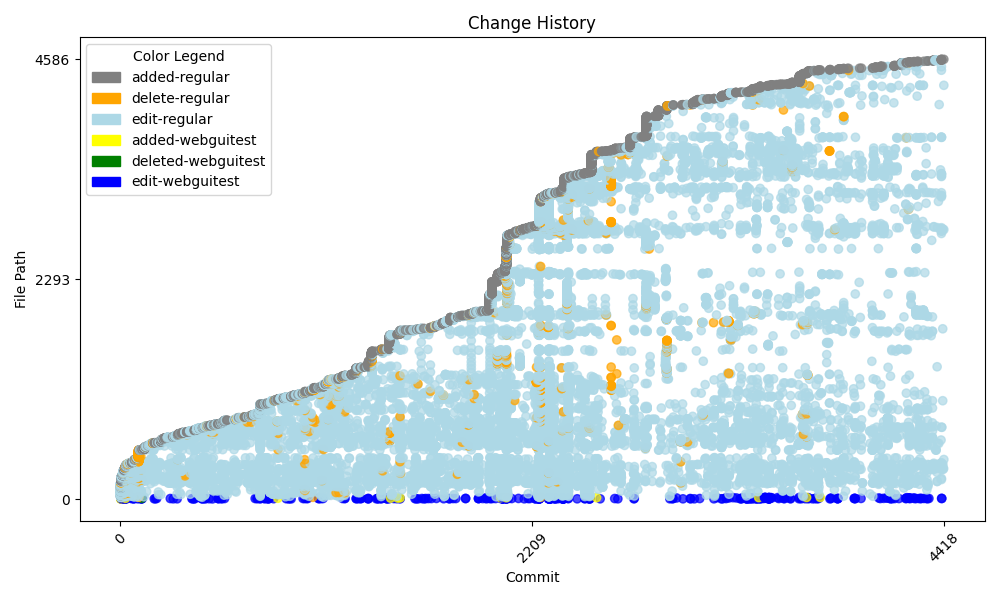 Change History
Color Legend
added-regular
delete-regular
edit-regular
added-webguitest
deleted-webguitest
edit-webguitest
File Path
4586
2293
0
0
2209
4418
Commit